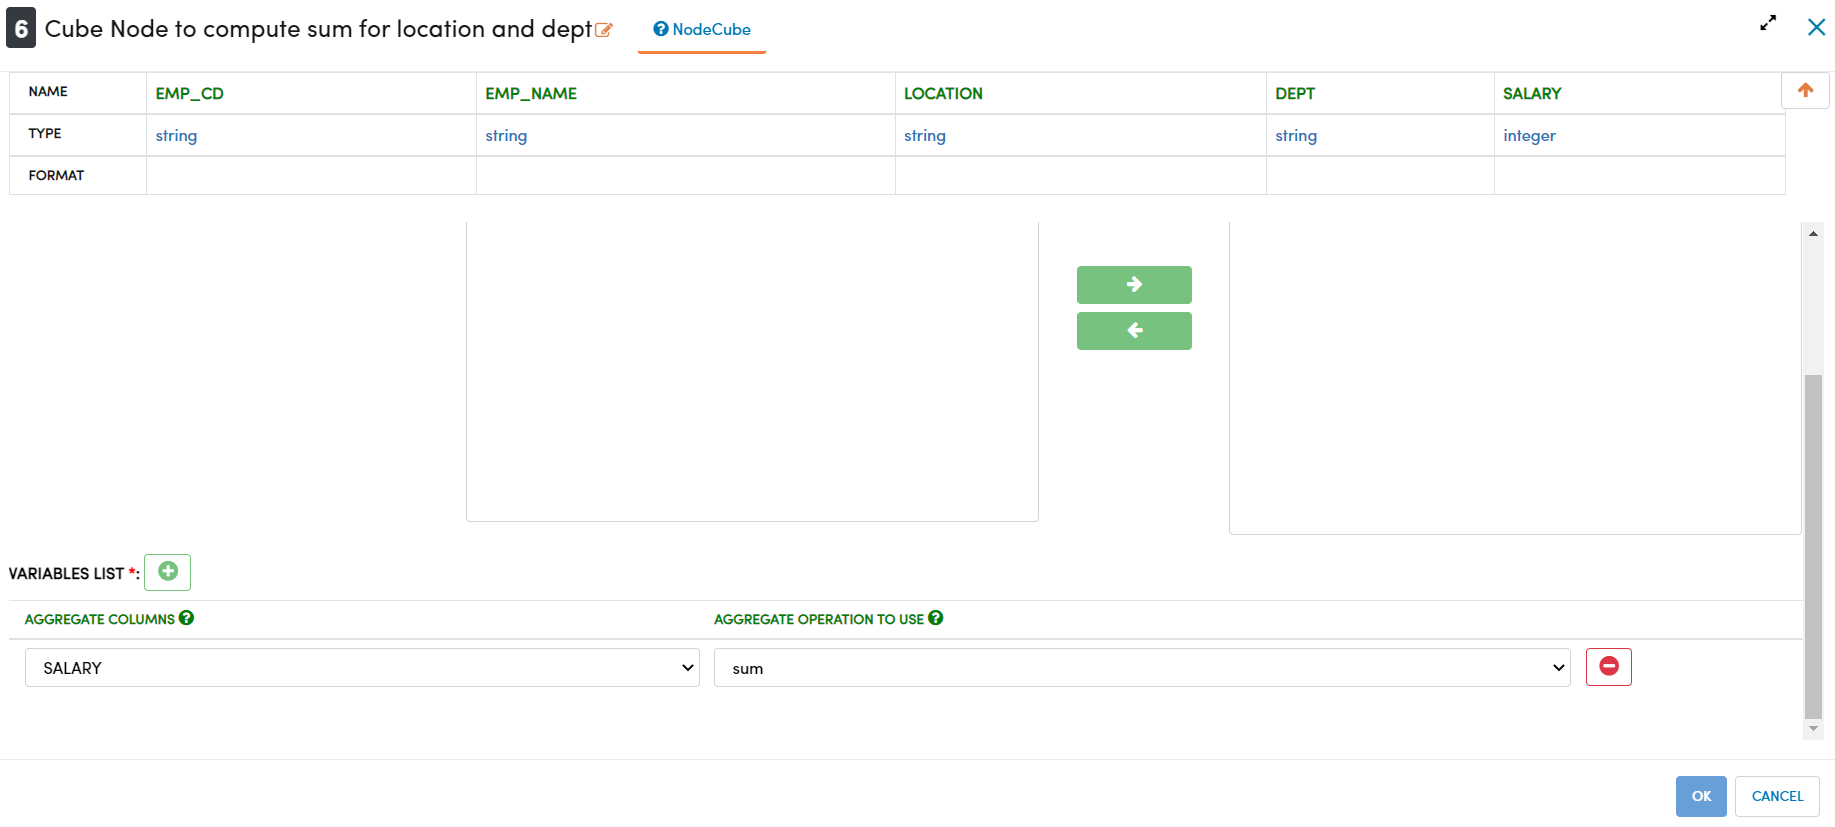 6 Cube Node to compute sum for location and dept NodeCube
NAME EMP_CD EMP_NAME LOCATION DEPT SALARY
TYPE string string string string integer
FORMAT
VARIABLES LIST *:
AGGREGATE COLUMNS AGGREGATE OPERATION TO USE
SALARY sum
OK CANCEL